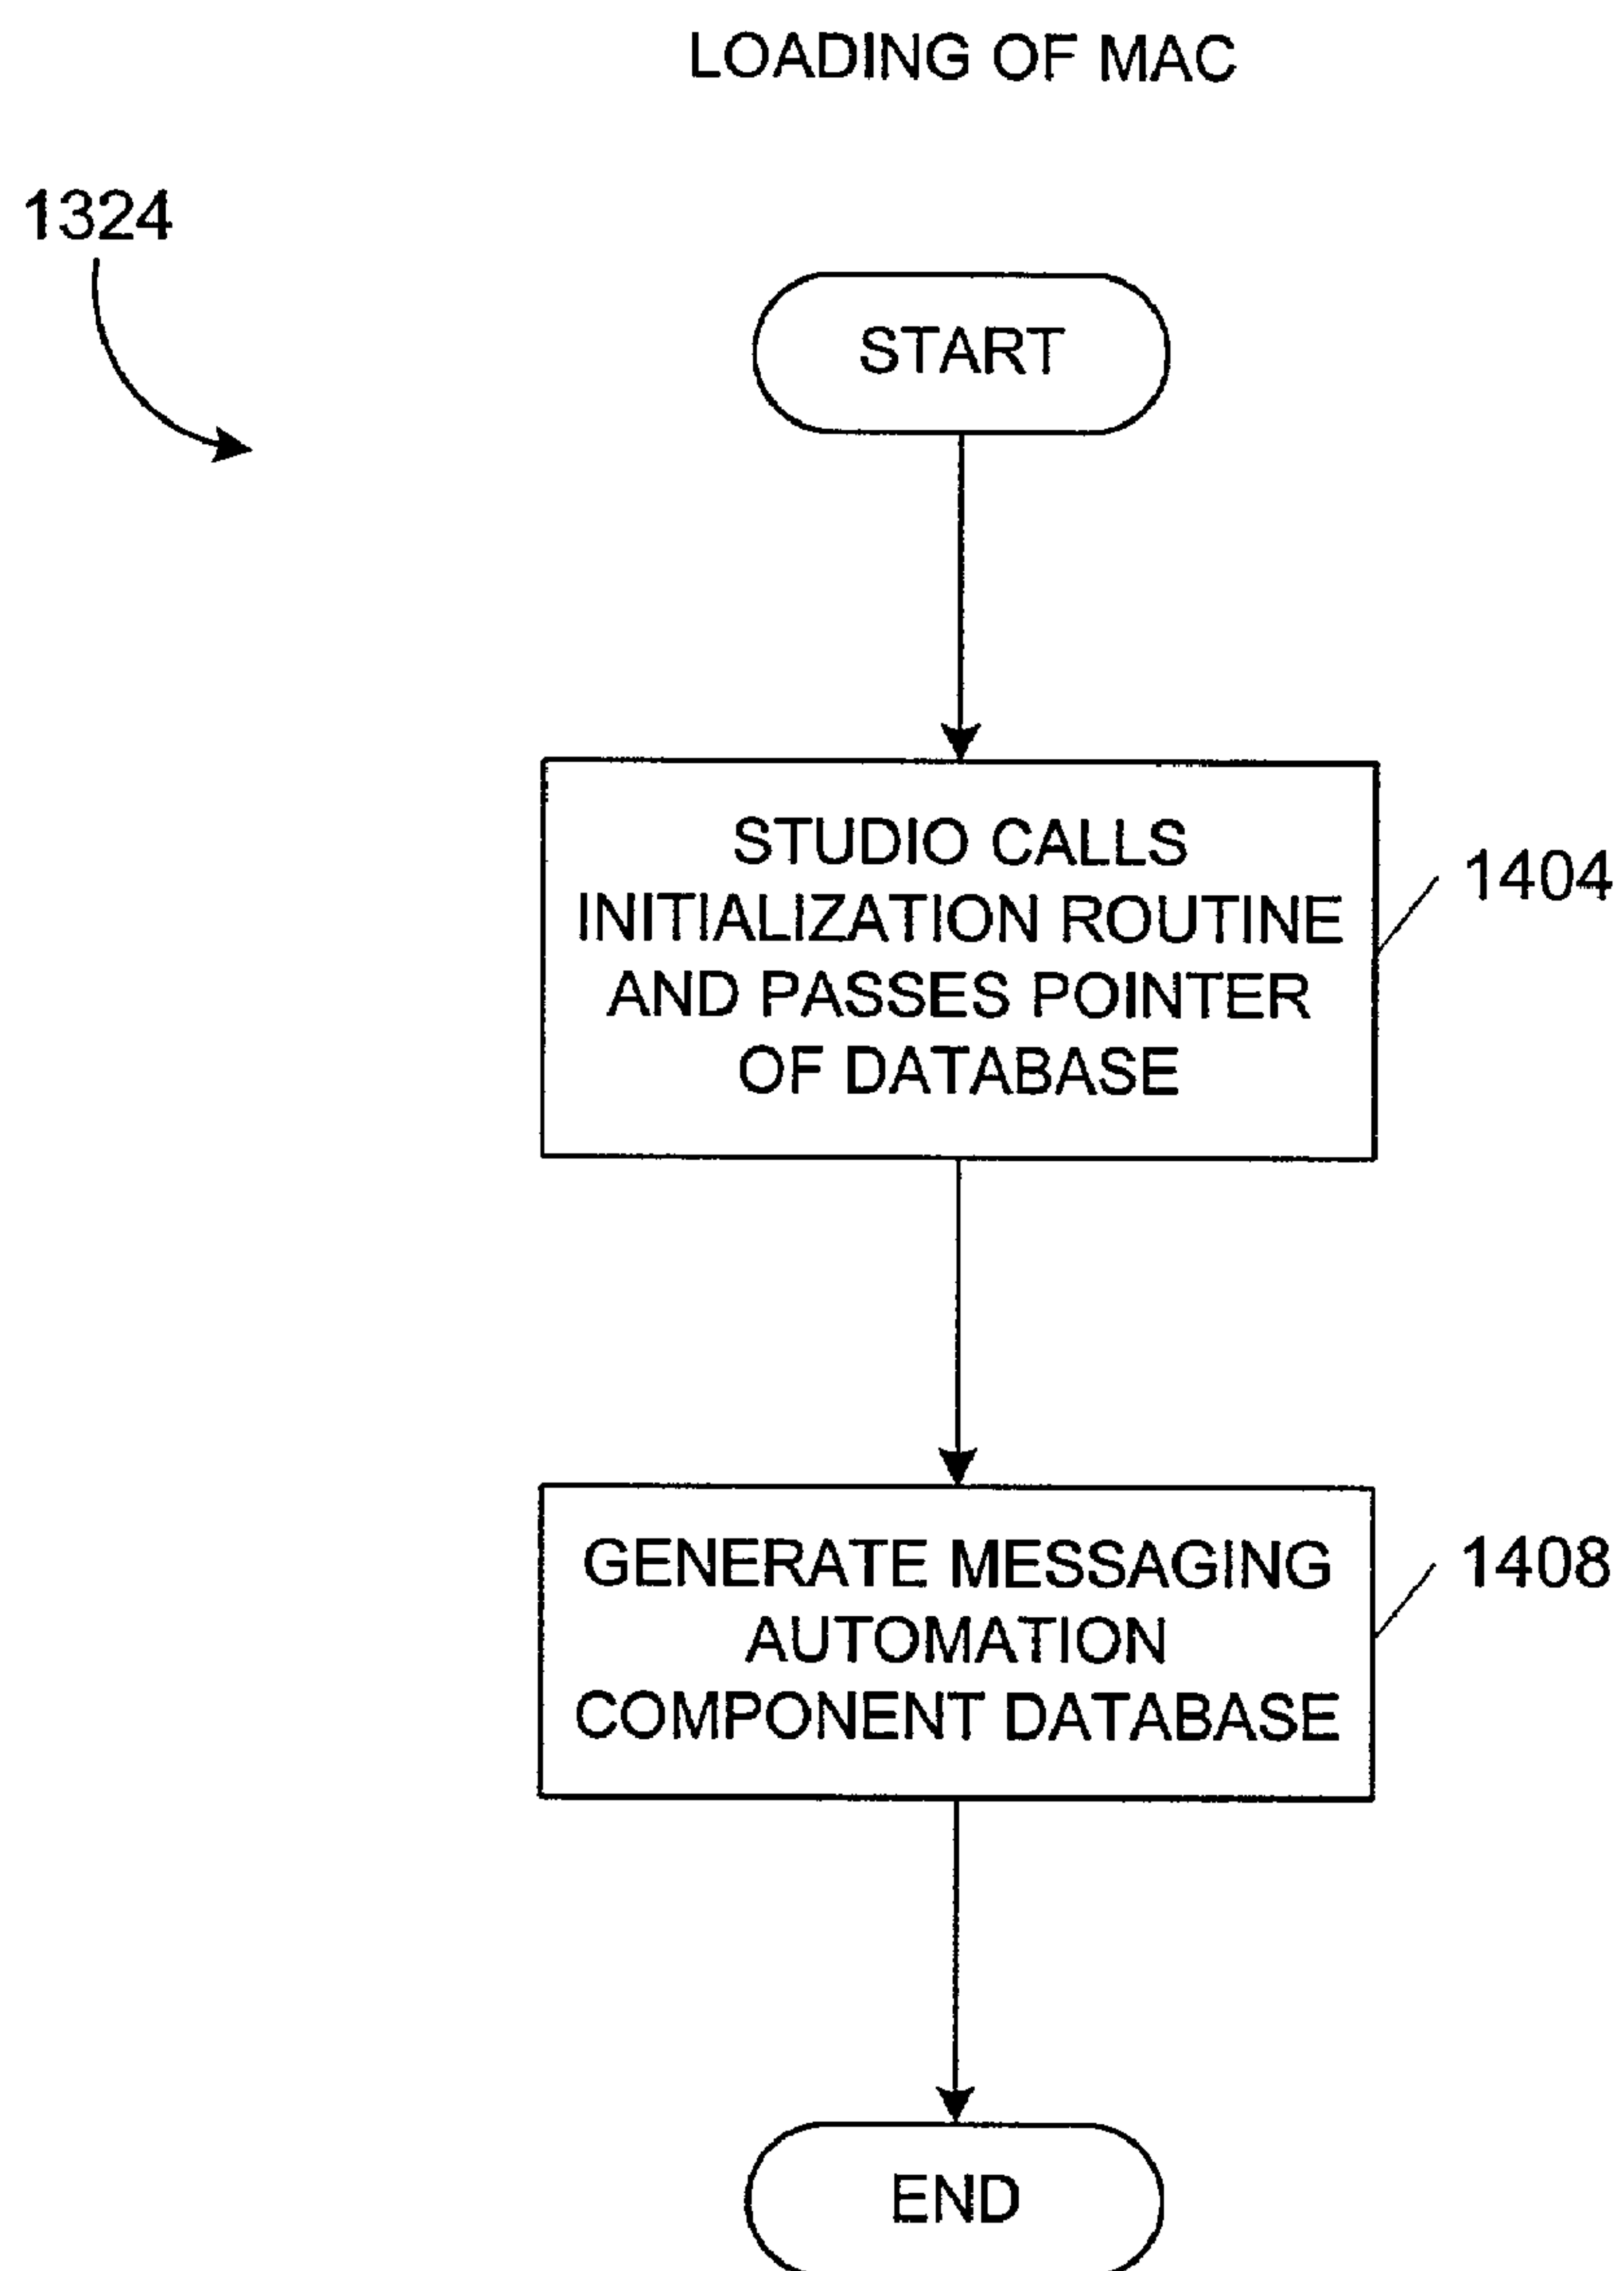 LOADING OF MAC
1324
START
STUDIO CALLS
INITIALIZATION ROUTINE
AND PASSES POINTER
OF DATABASE
1404
GENERATE MESSAGING
AUTOMATION
COMPONENT DATABASE
1408
END